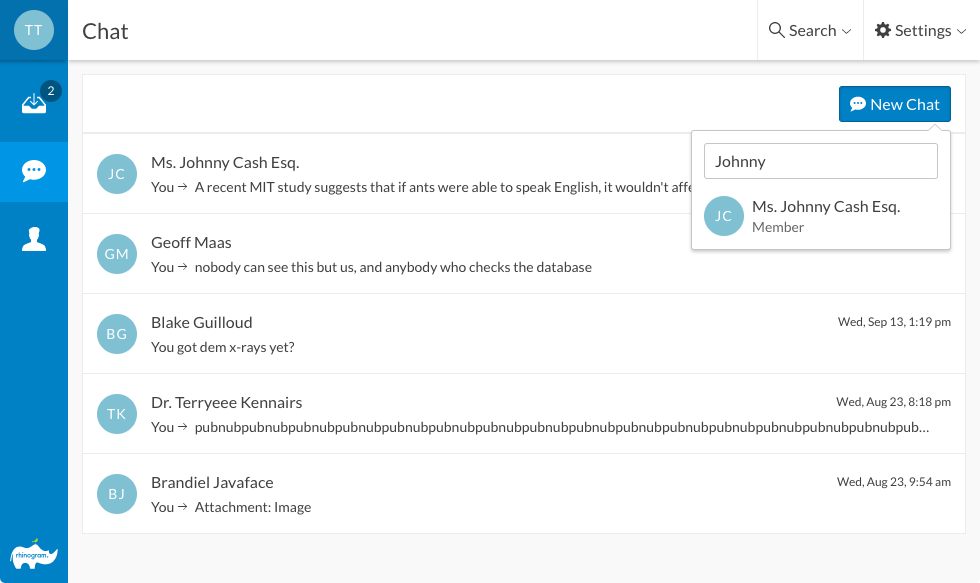 TT
Chat
Search
Settings
2
New Chat
Johnny
JC
Ms. Johnny Cash Esq.
Member
JC
Ms. Johnny Cash Esq.
You → A recent MIT study suggests that if ants were able to speak English, it wouldn't affe
GM
Geoff Maas
You → nobody can see this but us, and anybody who checks the database
BG
Blake Guilloud
Wed, Sep 13, 1:19 pm
You got dem x-rays yet?
TK
Dr. Terryeee Kennairs
Wed, Aug 23, 8:18 pm
You → pubnubpubnubpubnubpubnubpubnubpubnubpubnubpubnubpubnubpubnubpubnubpubnubpubnubpubnubpubnubpub…
BJ
Brandiel Javaface
Wed, Aug 23, 9:54 am
You → Attachment: Image
rhinogram